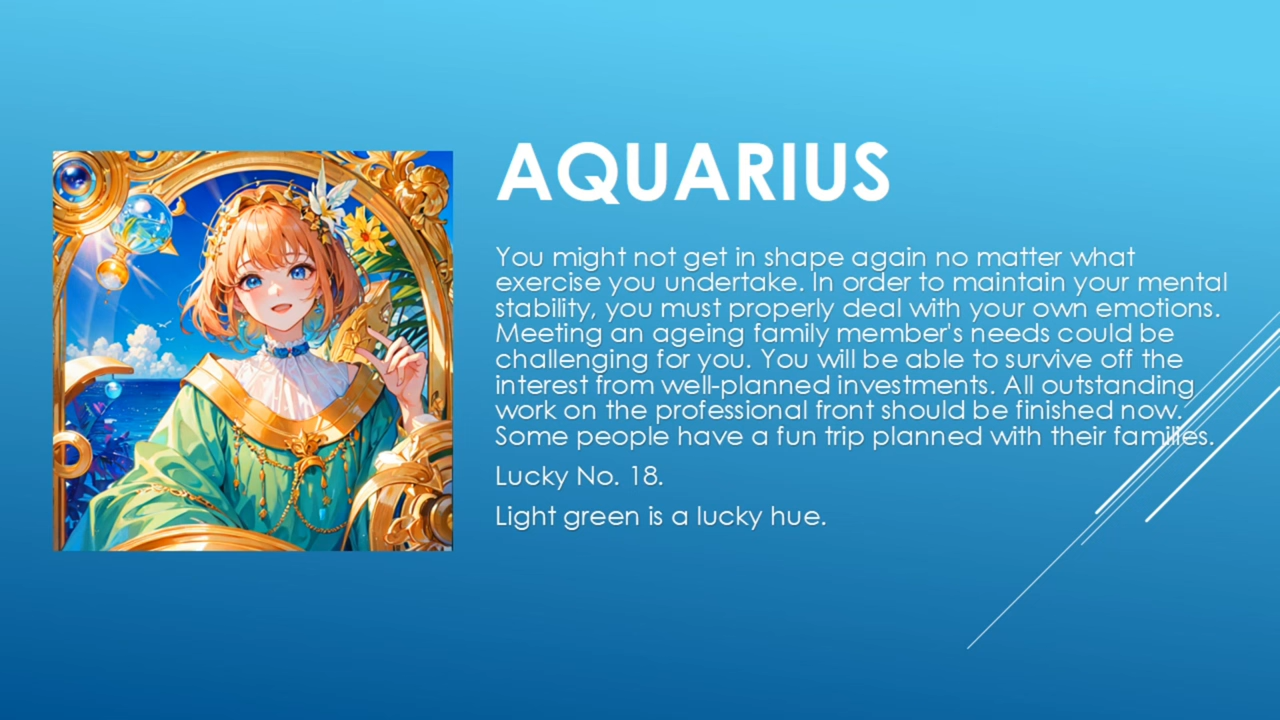 AQUARIUS
You might not get in shape again no matter what
exercise you undertake. In order to maintain your mental
stability, you must properly deal with your own emotions.
Meeting an ageing family member's needs could be
challenging for you. You will be able to survive off the
interest from well-planned investments. All outstanding
work on the professional front should be finished now.
Some people have a fun trip planned with their families.
Lucky No. 18.
Light green is a lucky hue.